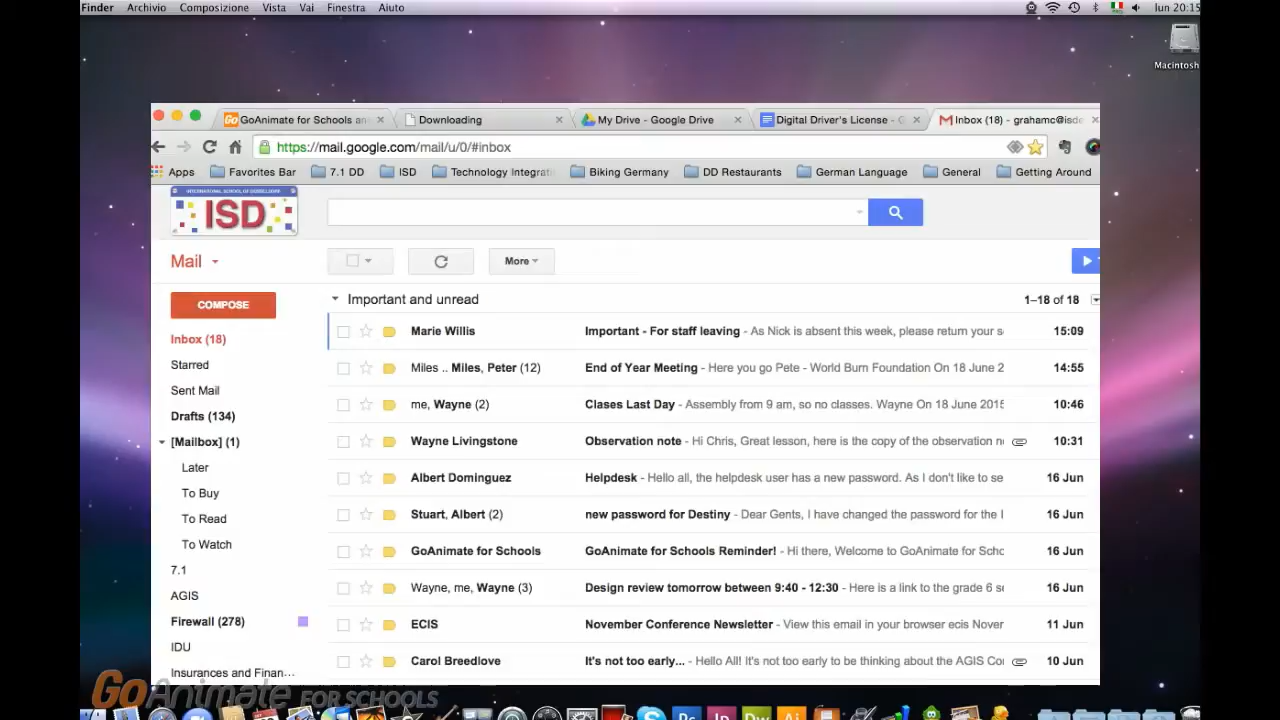 Finder Archivio Composizione Vista Vai Finestra Aiuto lun 20:15
Macintosh
GoAnimate for Schools an Downloading My Drive - Google Drive Digital Driver's License - G Inbox (18) - grahamc@isd
https://mail.google.com/mail/u/0/#inbox
Apps Favorites Bar 7.1 DD ISD Technology Integrat Biking Germany DD Restaurants German Language General Getting Around
INTERNATIONAL SCHOOL OF DUSSELDORF
ISD
Mail More
COMPOSE
Important and unread 1–18 of 18
Inbox (18)
Starred
Sent Mail
Drafts (134)
[Mailbox] (1)
Later
To Buy
To Read
To Watch
7.1
AGIS
Firewall (278)
IDU
Insurances and Finan...
Marie Willis Important - For staff leaving - As Nick is absent this week, please return your s 15:09
Miles .. Miles, Peter (12) End of Year Meeting - Here you go Pete - World Burn Foundation On 18 June 2 14:55
me, Wayne (2) Clases Last Day - Assembly from 9 am, so no classes. Wayne On 18 June 2015 10:46
Wayne Livingstone Observation note - Hi Chris, Great lesson, here is the copy of the observation n 10:31
Albert Dominguez Helpdesk - Hello all, the helpdesk user has a new password. As I don't like to se 16 Jun
Stuart, Albert (2) new password for Destiny - Dear Gents, I have changed the password for the 16 Jun
GoAnimate for Schools GoAnimate for Schools Reminder! - Hi there, Welcome to GoAnimate for Scho 16 Jun
Wayne, me, Wayne (3) Design review tomorrow between 9:40 - 12:30 - Here is a link to the grade 6 s 16 Jun
ECIS November Conference Newsletter - View this email in your browser ecis Nover 11 Jun
Carol Breedlove It's not too early... - Hello All! It's not too early to be thinking about the AGIS Co 10 Jun
GoAnimate FOR SCHOOLS
Ps Dw Ai